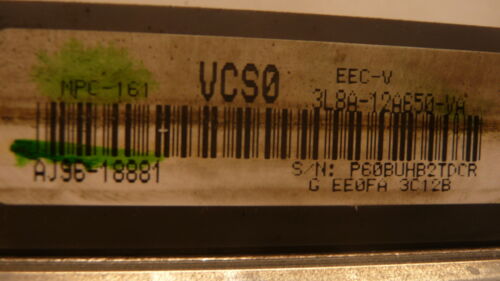 VCS0 EEC-V
MPC-161 3L8A-12A650-VA
AJ96-18881 S/N: P60BUHB2TDCR
G EE0FA 3C12B